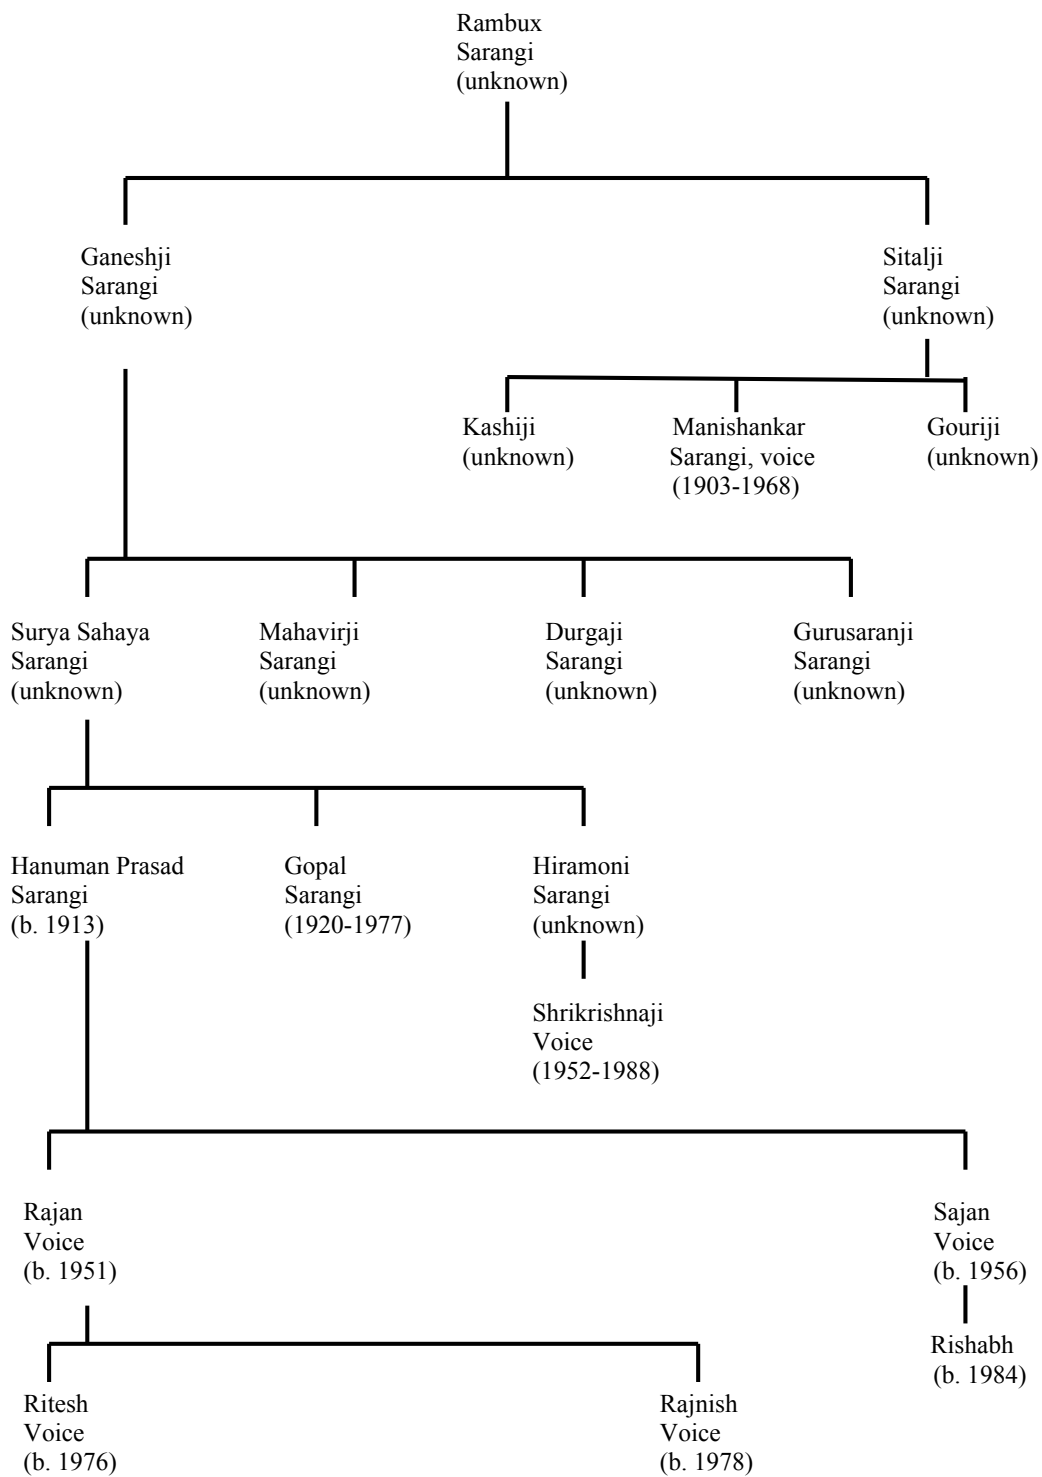 Rambux
Sarangi
(unknown)
Ganeshji
Sarangi
(unknown)
Sitalji
Sarangi
(unknown)
Kashiji
(unknown)
Manishankar
Sarangi, voice
(1903-1968)
Gouriji
(unknown)
Surya Sahaya
Sarangi
(unknown)
Mahavirji
Sarangi
(unknown)
Durgaji
Sarangi
(unknown)
Gurusaranji
Sarangi
(unknown)
Hanuman Prasad
Sarangi
(b. 1913)
Gopal
Sarangi
(1920-1977)
Hiramoni
Sarangi
(unknown)
Shrikrishnaji
Voice
(1952-1988)
Rajan
Voice
(b. 1951)
Sajan
Voice
(b. 1956)
Rishabh
(b. 1984)
Ritesh
Voice
(b. 1976)
Rajnish
Voice
(b. 1978)